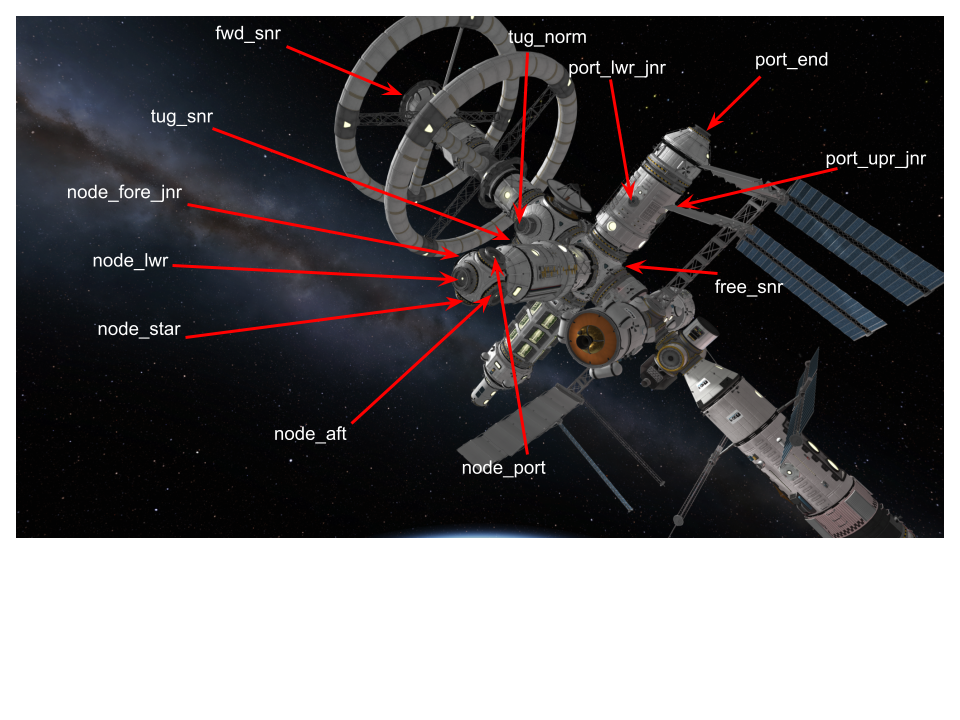 fwd_snr
tug_norm
port_lwr_jnr
port_end
tug_snr
port_upr_jnr
node_fore_jnr
node_lwr
free_snr
node_star
node_aft
node_port